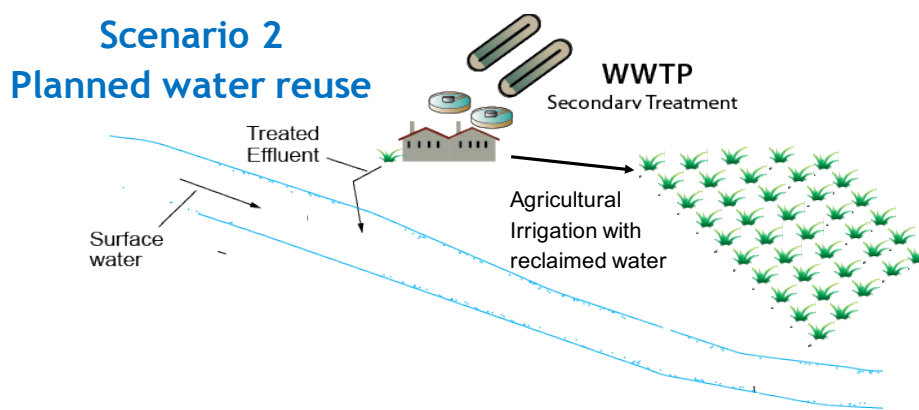 Scenario 2
Planned water reuse
WWTP
Secondary Treatment
Treated
Effluent
Surface
water
Agricultural
Irrigation with
reclaimed water